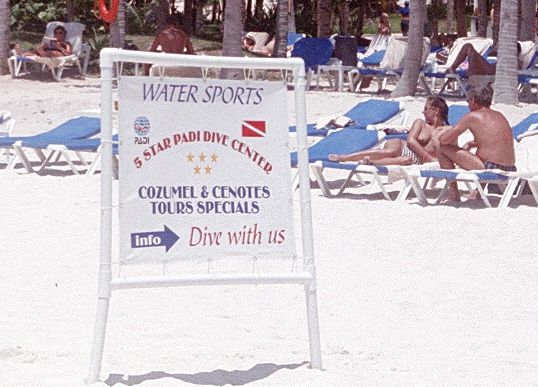 WATER SPORTS
PADI
5 STAR PADI DIVE CENTER
COZUMEL & CENOTES
TOURS SPECIALS
info
Dive with us